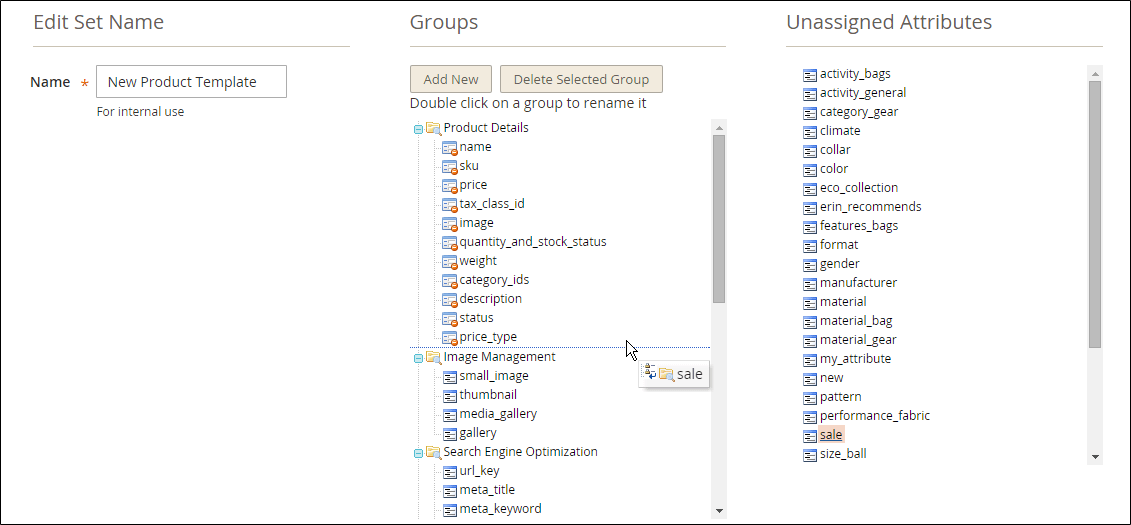 Edit Set Name
Name * New Product Template
For internal use
Groups
Add New Delete Selected Group
Double click on a group to rename it
Product Details
name
sku
price
tax_class_id
image
quantity_and_stock_status
weight
category_ids
description
status
price_type
Image Management
small_image
thumbnail
media_gallery
gallery
Search Engine Optimization
url_key
meta_title
meta_keyword
sale
Unassigned Attributes
activity_bags
activity_general
category_gear
climate
collar
color
eco_collection
erin_recommends
features_bags
format
gender
manufacturer
material
material_bag
material_gear
my_attribute
new
pattern
performance_fabric
sale
size_ball